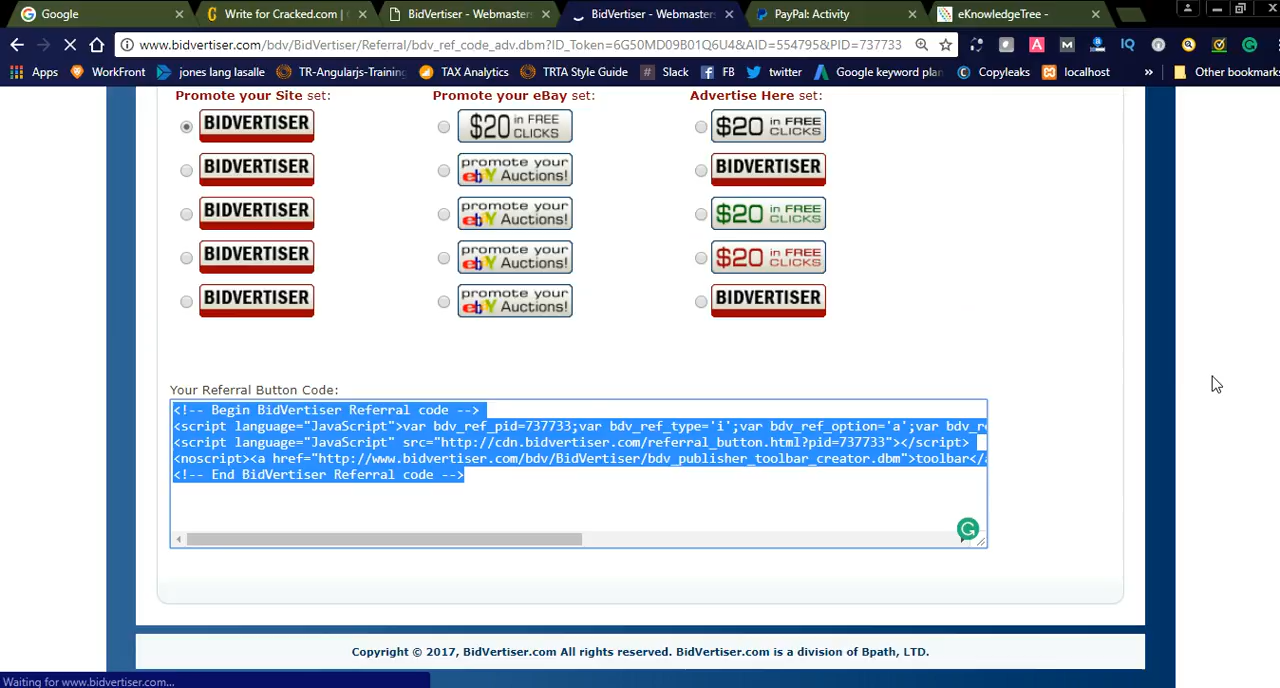 Google
Write for Cracked.com | C
BidVertiser - Webmaster
BidVertiser - Webmasters
PayPal: Activity
eKnowledgeTree -
www.bidvertiser.com/bdv/BidVertiser/Referral/bdv_ref_code_adv.dbm?ID_Token=6G50MD09B01Q6U4&AID=554795&PID=737733
Apps
WorkFront
jones lang lasalle
TR-Angularjs-Training
TAX Analytics
TRTA Style Guide
Slack
FB
twitter
Google keyword plan
Copyleaks
localhost
»
Other bookmarks
Promote your Site set:
Promote your eBay set:
Advertise Here set:
BIDVERTISER
$20 in FREE CLICKS
$20 in FREE CLICKS
BIDVERTISER
promote your ebY Auctions!
BIDVERTISER
BIDVERTISER
promote your ebY Auctions!
$20 in FREE CLICKS
BIDVERTISER
promote your ebY Auctions!
$20 in FREE CLICKS
BIDVERTISER
promote your ebY Auctions!
BIDVERTISER
Your Referral Button Code:
<!-- Begin BidVertiser Referral code -->
<script language="JavaScript">var bdv_ref_pid=737733;var bdv_ref_type='i';var bdv_ref_option='a';var bdv_re
<script language="JavaScript" src="http://cdn.bidvertiser.com/referral_button.html?pid=737733"></script>
<noscript><a href="http://www.bidvertiser.com/bdv/BidVertiser/bdv_publisher_toolbar_creator.dbm">toolbar</a
<!-- End BidVertiser Referral code -->
Copyright © 2017, BidVertiser.com All rights reserved. BidVertiser.com is a division of Bpath, LTD.
Waiting for www.bidvertiser.com...